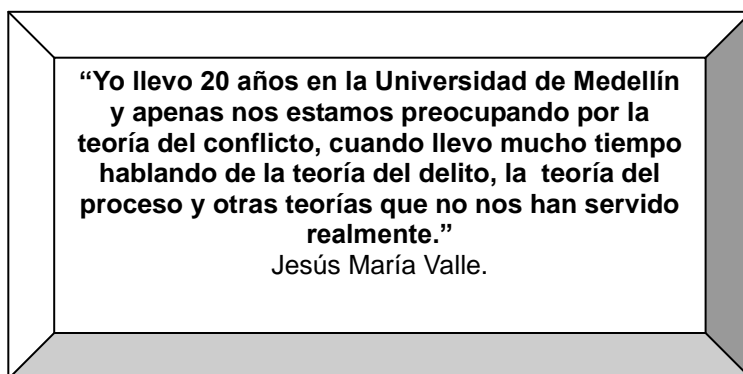 “Yo llevo 20 años en la Universidad de Medellín
y apenas nos estamos preocupando por la
teoría del conflicto, cuando llevo mucho tiempo
hablando de la teoría del delito, la  teoría del
proceso y otras teorías que no nos han servido
realmente.”
Jesús María Valle.